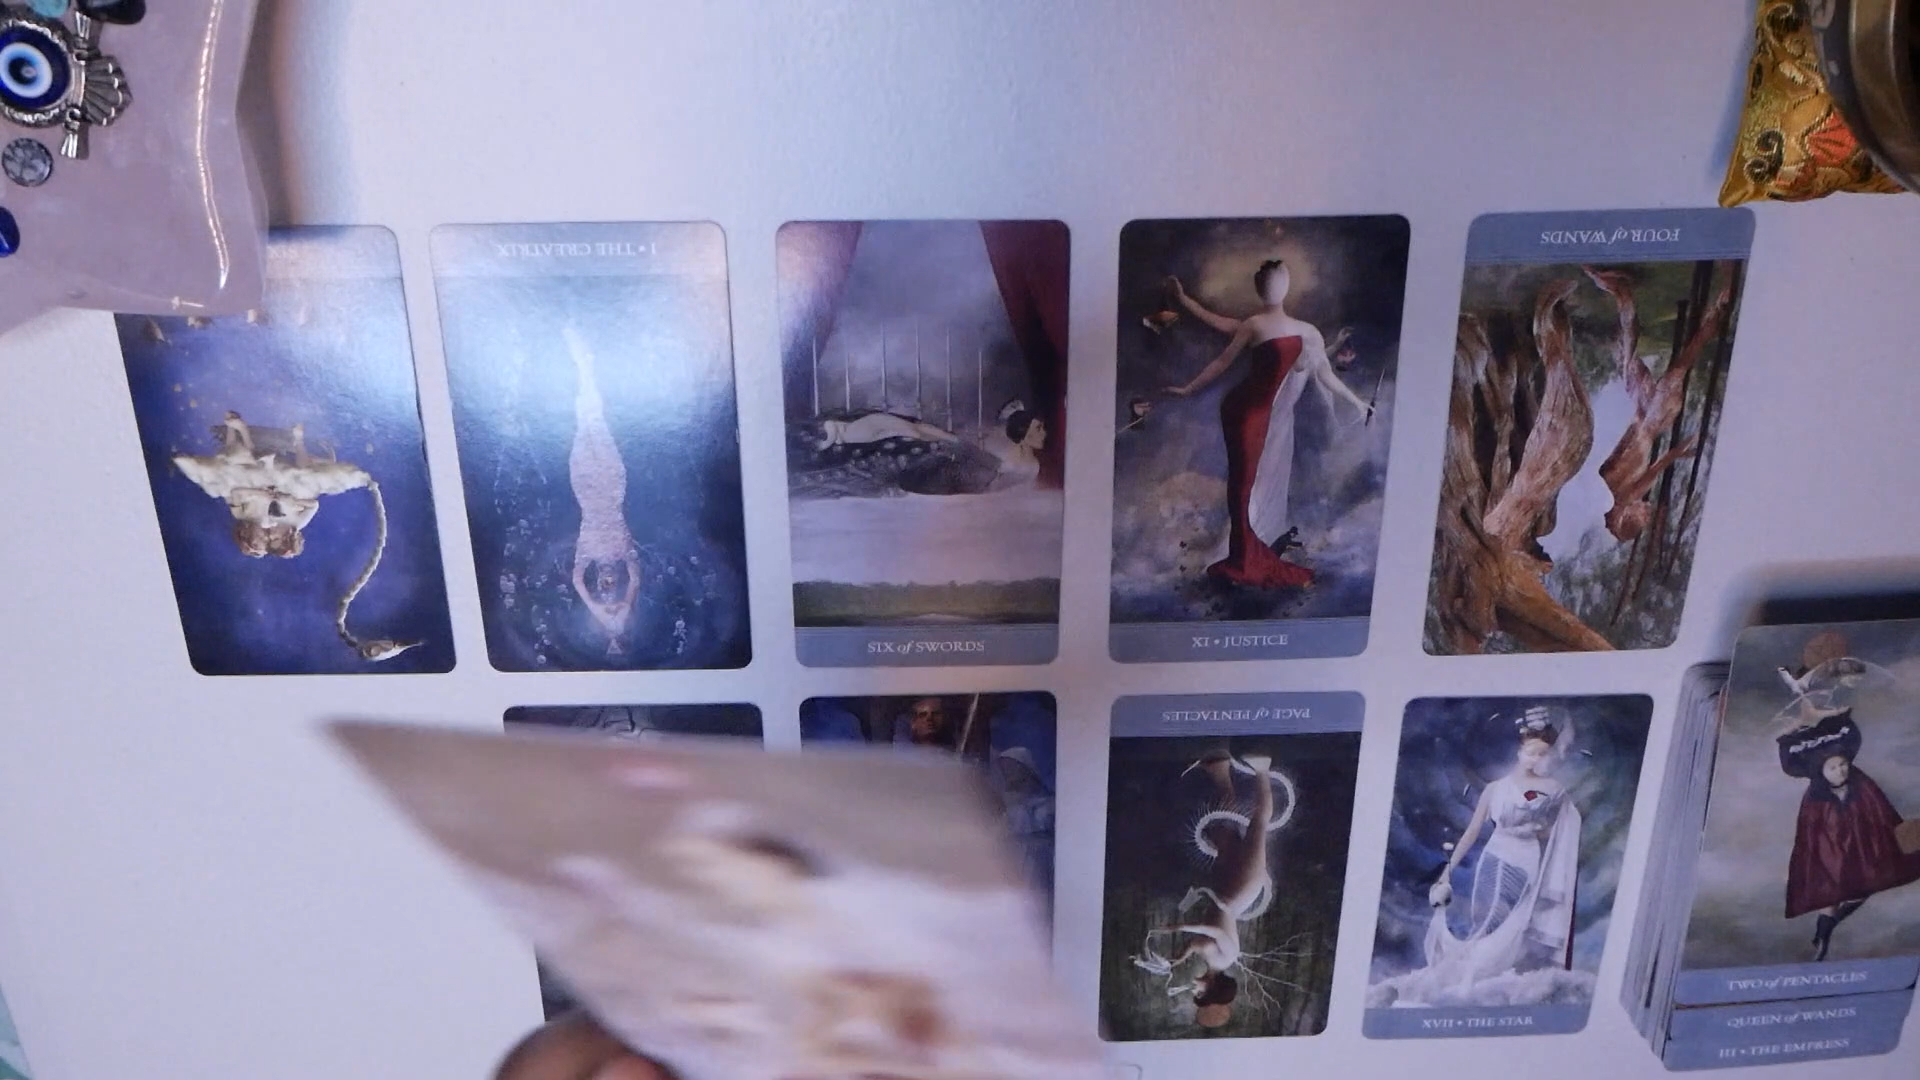 SIX
I • THE CREATRIX
FOUR of WANDS
SIX of SWORDS
XI • JUSTICE
PAGE of PENTACLES
XVII • THE STAR
TWO of PENTACLES
QUEEN of WANDS
III • THE EMPRESS